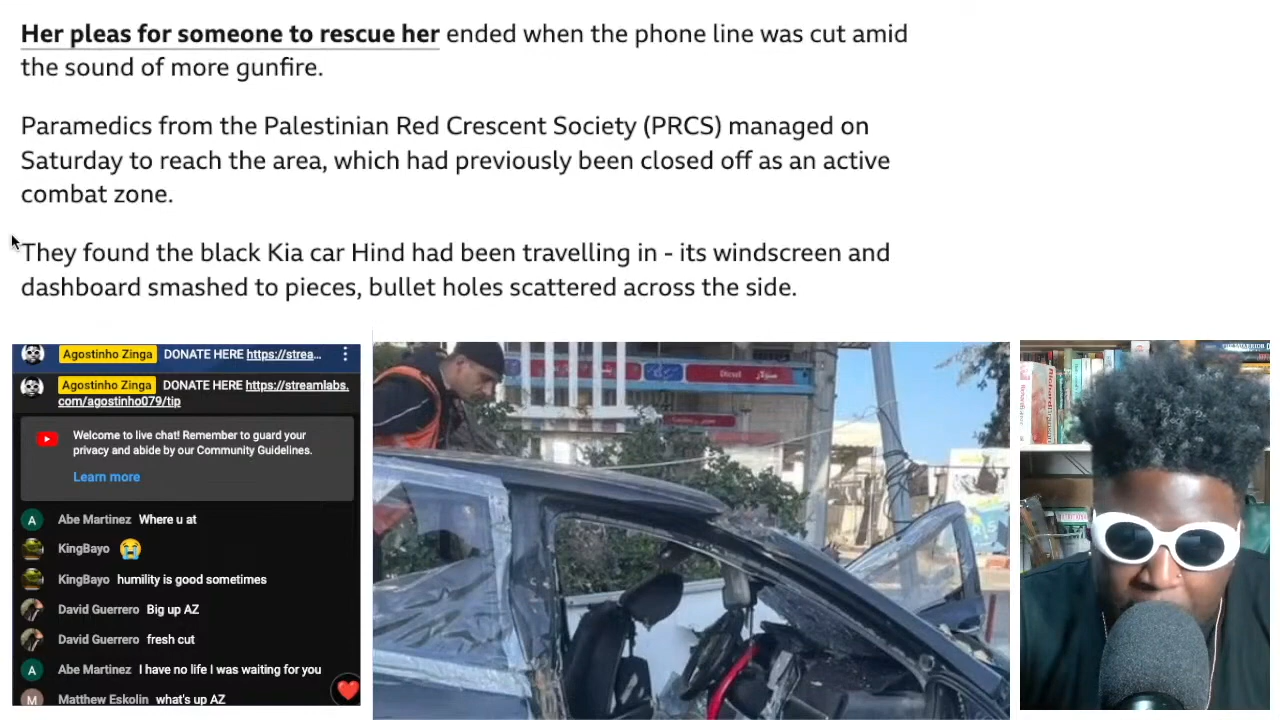 Her pleas for someone to rescue her ended when the phone line was cut amid
the sound of more gunfire.
Paramedics from the Palestinian Red Crescent Society (PRCS) managed on
Saturday to reach the area, which had previously been closed off as an active
combat zone.
They found the black Kia car Hind had been travelling in - its windscreen and
dashboard smashed to pieces, bullet holes scattered across the side.
Agostinho Zinga DONATE HERE https://strea...
Agostinho Zinga DONATE HERE https://streamlabs.
com/agostinho079/tip
Welcome to live chat! Remember to guard your
privacy and abide by our Community Guidelines.
Learn more
A Abe Martinez Where u at
KingBayo 😭
KingBayo humility is good sometimes
David Guerrero Big up AZ
David Guerrero fresh cut
A Abe Martinez I have no life I was waiting for you
M Matthew Eskolin what's up AZ
Diesel سولار